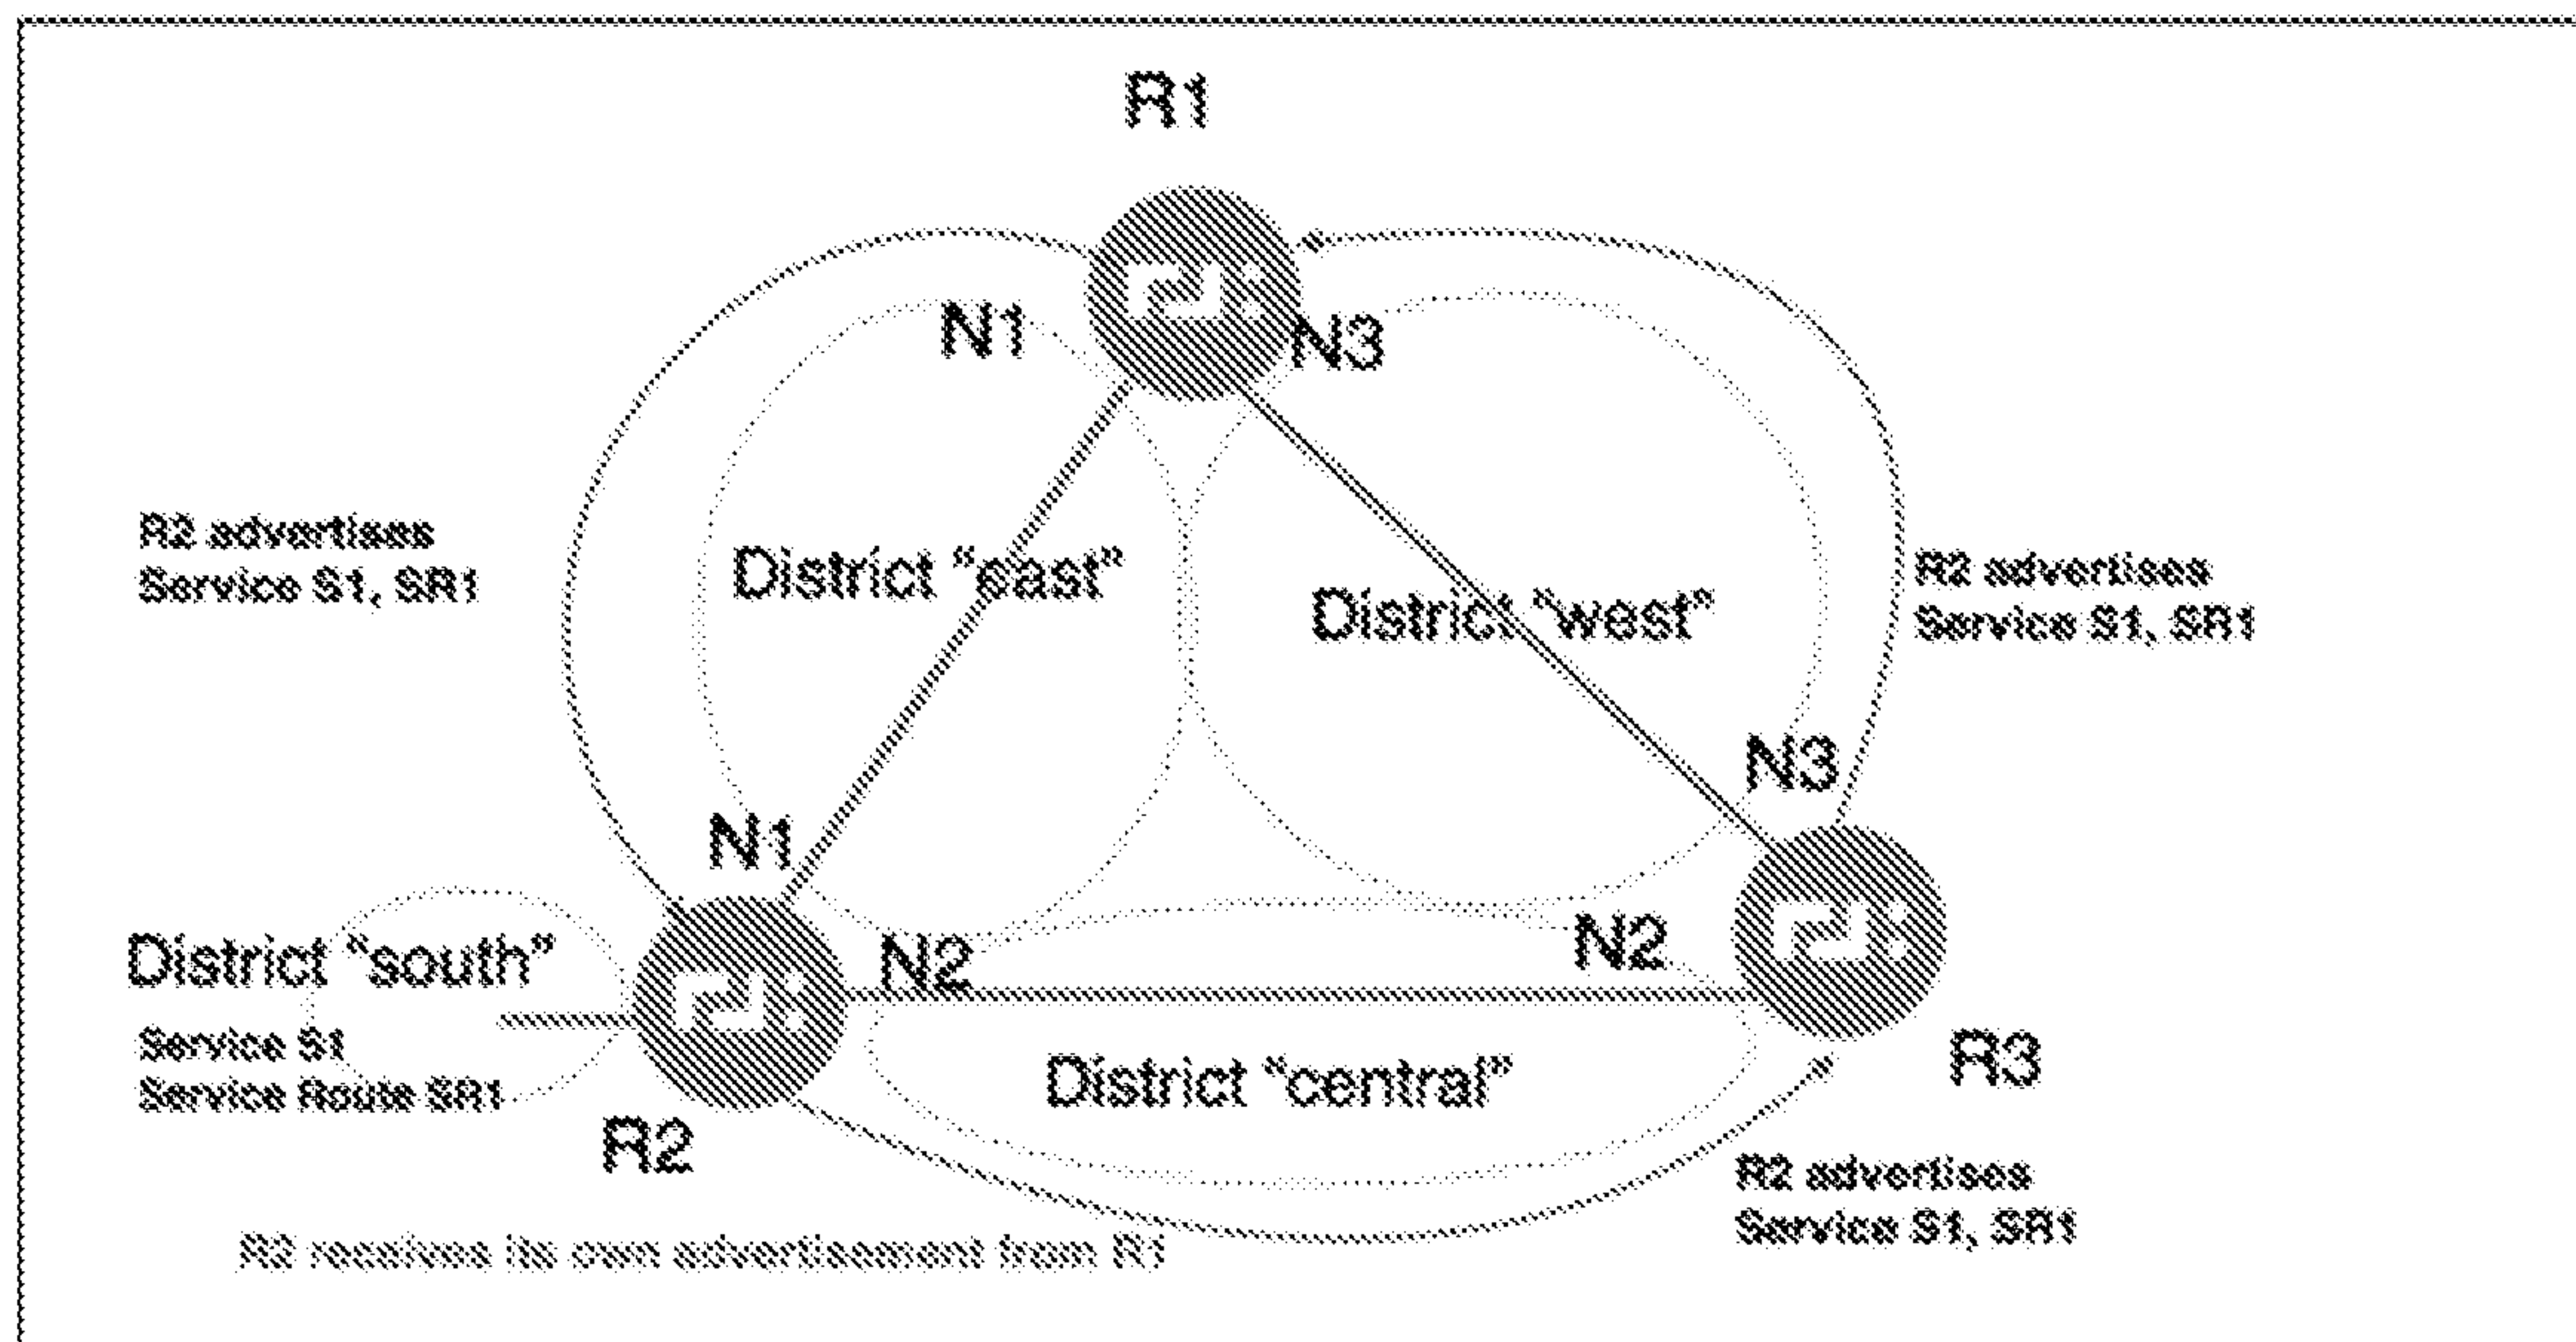 R1
N1
N3
R2 advertises
Service S1, SR1
District "east"
District "west"
R2 advertises
Service S1, SR1
N3
N1
N2
N2
District "south"
Service S1
Service Route SR1
R2
District "central"
R3
R2 advertises
Service S1, SR1
R2 receives its own advertisement from R1